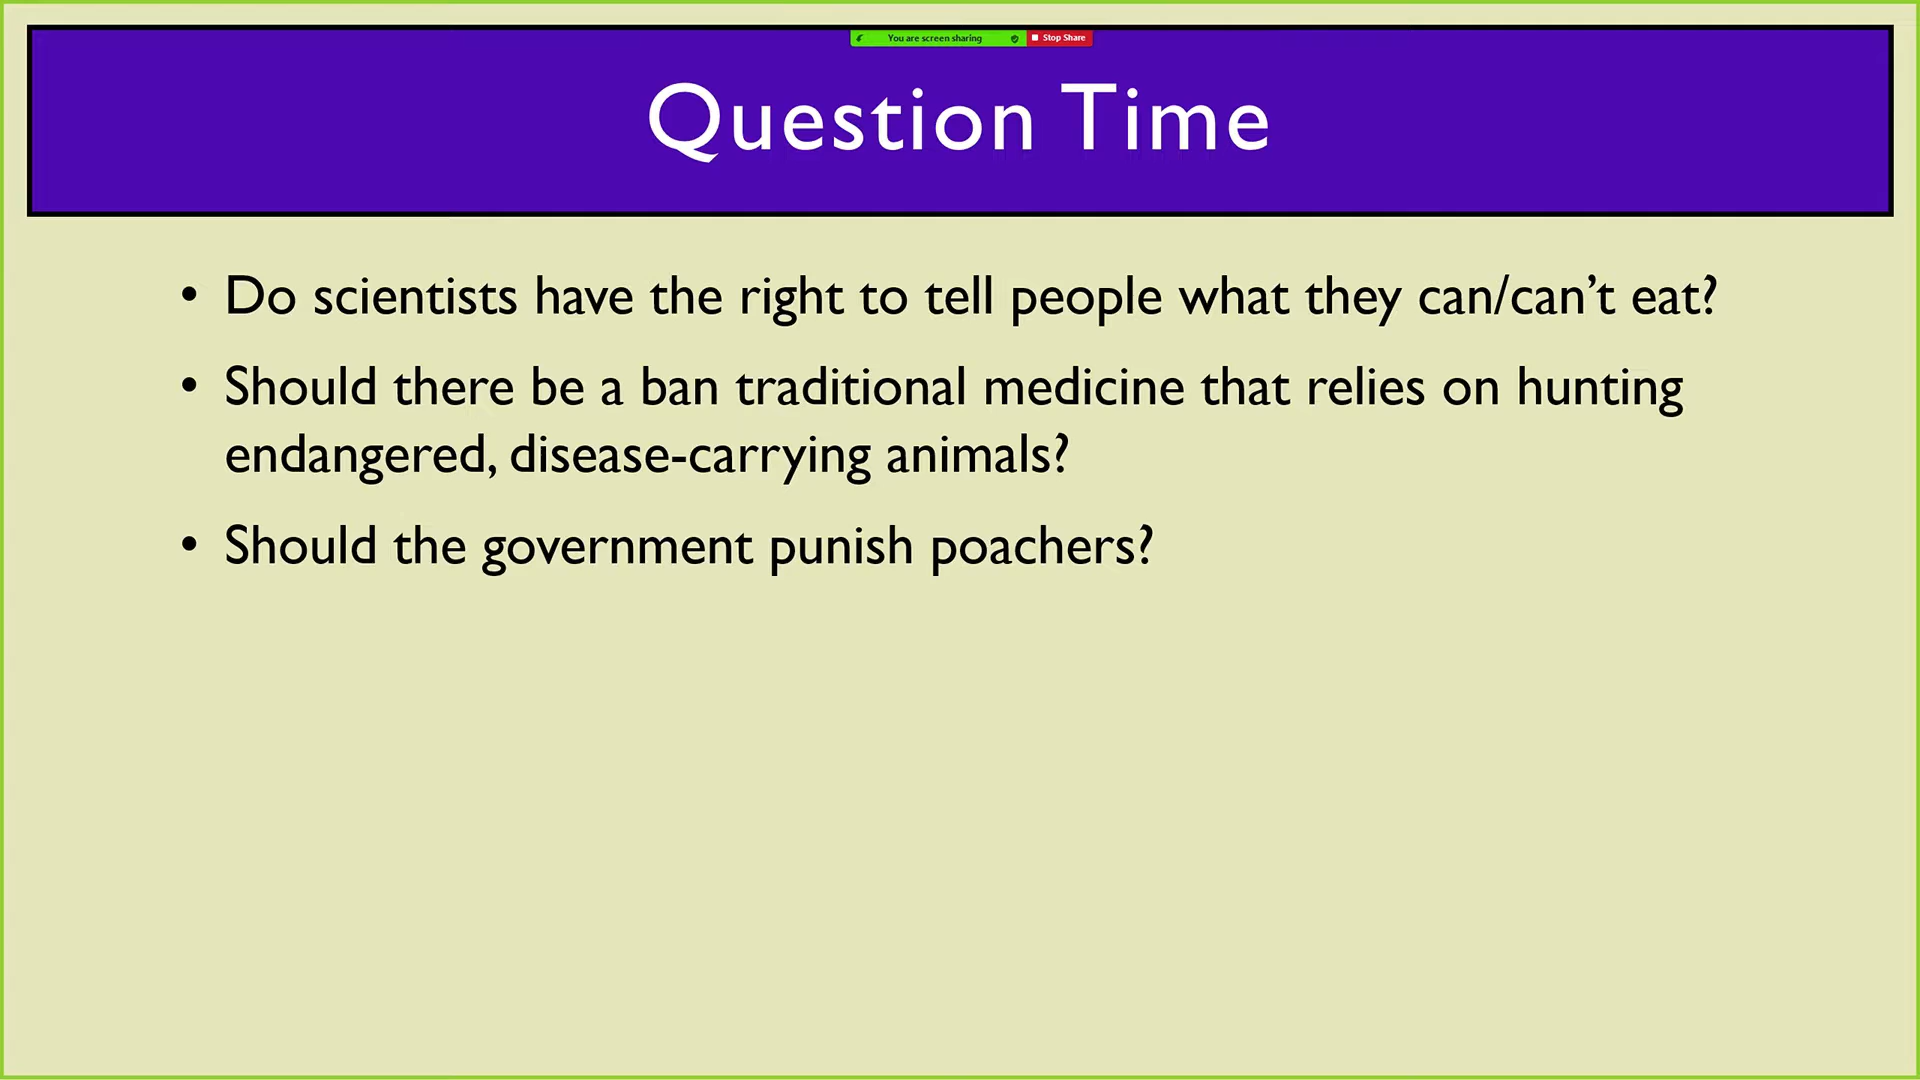 You are screen sharing Stop Share
Question Time
• Do scientists have the right to tell people what they can/can’t eat?
• Should there be a ban traditional medicine that relies on hunting
endangered, disease-carrying animals?
• Should the government punish poachers?